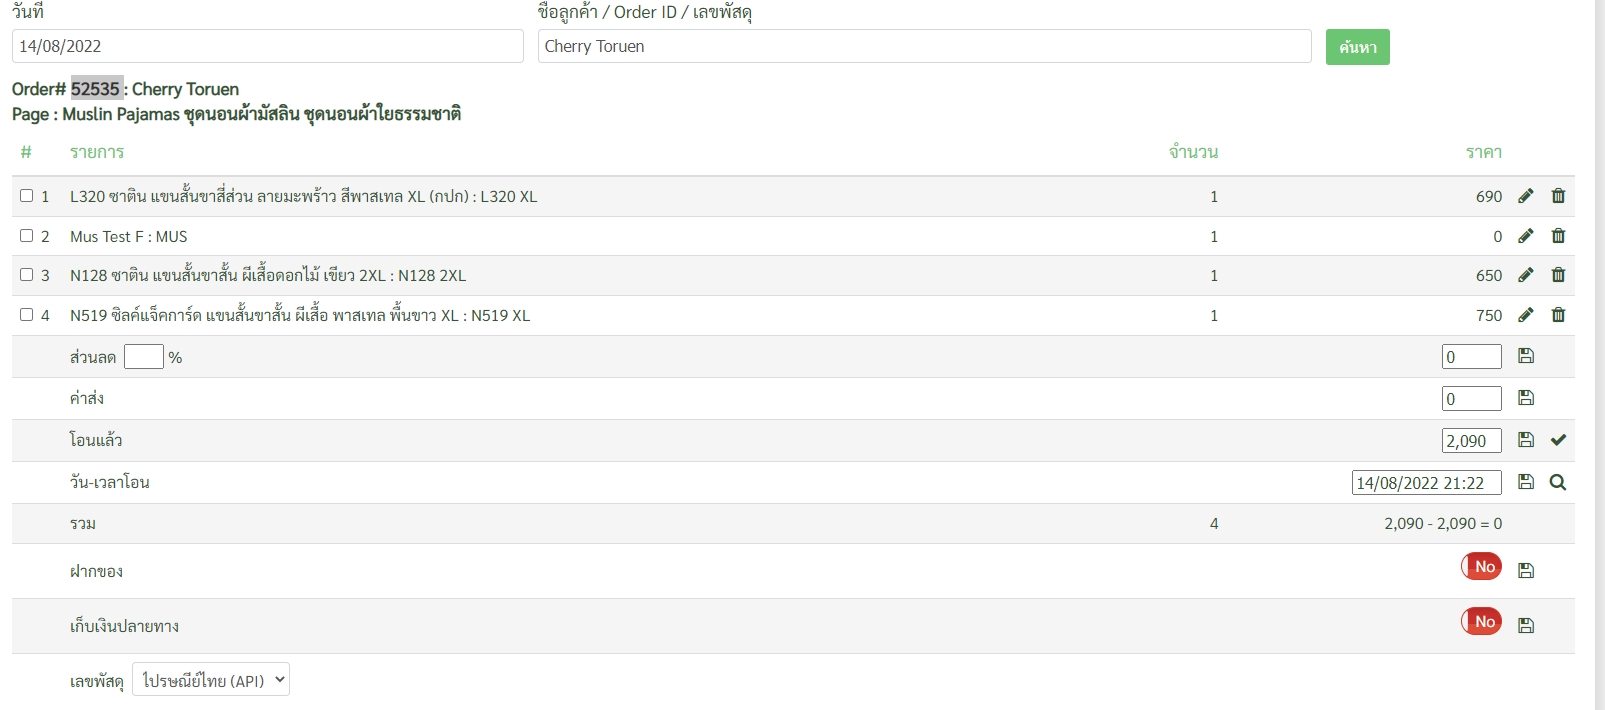 วันที่
ชื่อลูกค้า / Order ID / เลขพัสดุ
14/08/2022
Cherry Toruen
ค้นหา
Order# 52535 : Cherry Toruen
Page : Muslin Pajamas ชุดนอนผ้ามัสลิน ชุดนอนผ้าใยธรรมชาติ
# รายการ จำนวน ราคา
1 L320 ซาติน แขนสั้นขาสี่ส่วน ลายมะพร้าว สีพาสเทล XL (กปก) : L320 XL 1 690
2 Mus Test F : MUS 1 0
3 N128 ซาติน แขนสั้นขาสั้น ผีเสื้อดอกไม้ เขียว 2XL : N128 2XL 1 650
4 N519 ซิลค์แจ็คการ์ด แขนสั้นขาสั้น ผีเสื้อ พาสเทล พื้นขาว XL : N519 XL 1 750
ส่วนลด % 0
ค่าส่ง 0
โอนแล้ว 2,090
วัน-เวลาโอน 14/08/2022 21:22
รวม 4 2,090 - 2,090 = 0
ฝากของ No
เก็บเงินปลายทาง No
เลขพัสดุ ไปรษณีย์ไทย (API)